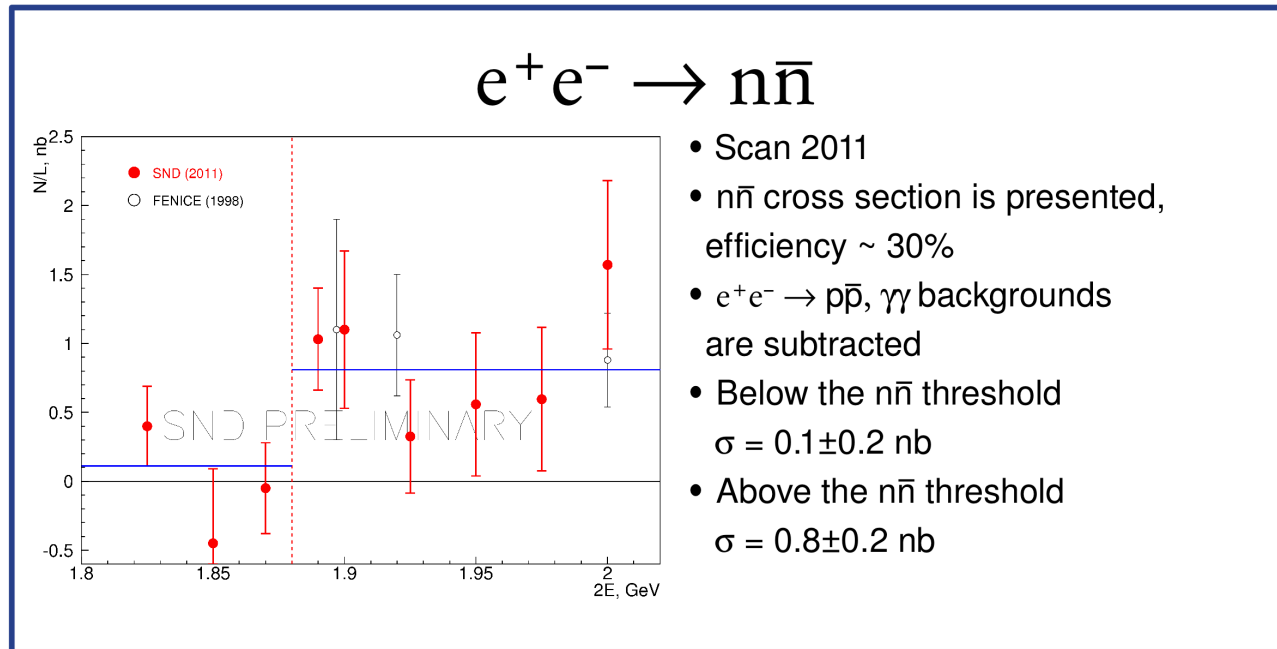 e⁺e⁻ → nn̄
N/L, nb
2.5
2
1.5
1
0.5
0
-0.5
SND (2011)
FENICE (1998)
SND PRELIMINARY
1.8
1.85
1.9
1.95
2
2E, GeV
• Scan 2011
• nn̄ cross section is presented,
efficiency ~ 30%
• e⁺e⁻ → pp̄, γγ backgrounds
are subtracted
• Below the nn̄ threshold
σ = 0.1±0.2 nb
• Above the nn̄ threshold
σ = 0.8±0.2 nb